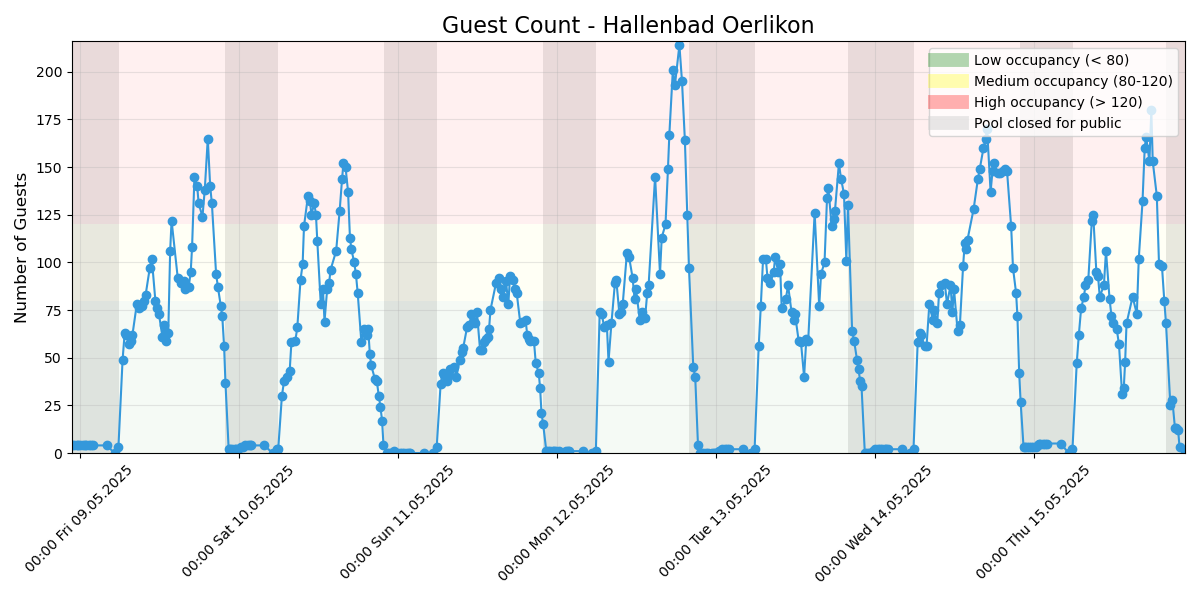 Guest Count - Hallenbad Oerlikon
Number of Guests
200
175
150
125
100
75
50
25
0
Low occupancy (< 80)
Medium occupancy (80-120)
High occupancy (> 120)
Pool closed for public
00:00 Fri 09.05.2025
00:00 Sat 10.05.2025
00:00 Sun 11.05.2025
00:00 Mon 12.05.2025
00:00 Tue 13.05.2025
00:00 Wed 14.05.2025
00:00 Thu 15.05.2025